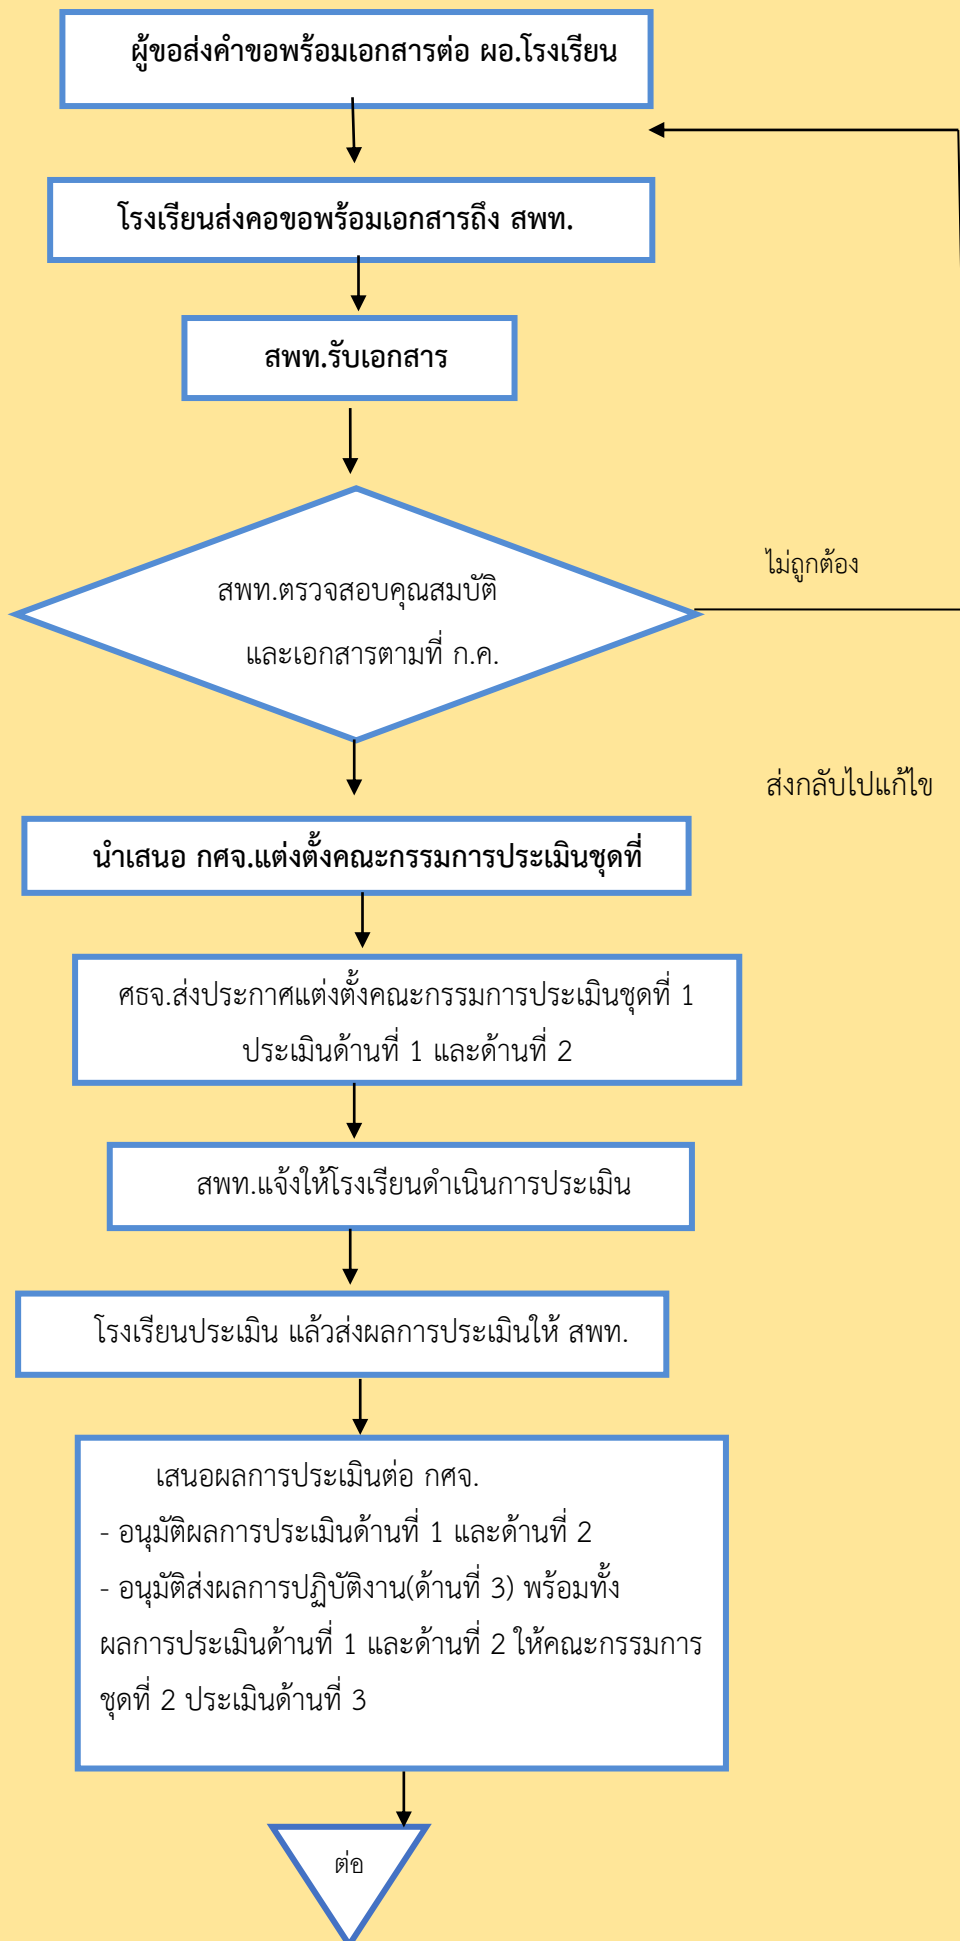 ผู้ขอส่งคำขอพร้อมเอกสารต่อ ผอ.โรงเรียน
โรงเรียนส่งคอขอพร้อมเอกสารถึง สพท.
สพท.รับเอกสาร
ไม่ถูกต้อง
สพท.ตรวจสอบคุณสมบัติ
และเอกสารตามที่ ก.ค.
ส่งกลับไปแก้ไข
นำเสนอ กศจ.แต่งตั้งคณะกรรมการประเมินชุดที่
ศธจ.ส่งประกาศแต่งตั้งคณะกรรมการประเมินชุดที่ 1
ประเมินด้านที่ 1 และด้านที่ 2
สพท.แจ้งให้โรงเรียนดำเนินการประเมิน
โรงเรียนประเมิน แล้วส่งผลการประเมินให้ สพท.
เสนอผลการประเมินต่อ กศจ.
- อนุมัติผลการประเมินด้านที่ 1 และด้านที่ 2
- อนุมัติส่งผลการปฏิบัติงาน(ด้านที่ 3) พร้อมทั้ง
ผลการประเมินด้านที่ 1 และด้านที่ 2 ให้คณะกรรมการ
ชุดที่ 2 ประเมินด้านที่ 3
ต่อ